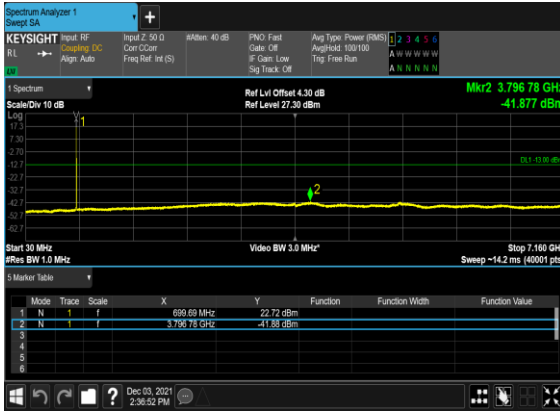 Spectrum Analyzer 1
Swept SA
+
KEYSIGHT Input: RF Input Z: 50 Ω #Atten: 40 dB PNO: Fast Avg Type: Power (RMS) 1 2 3 4 5 6
RL Coupling: DC Corr CCorr Gate: Off Avg|Hold: 100/100 A W W W W W
Align: Auto Freq Ref: Int (S) IF Gain: Low Trig: Free Run
Sig Track: Off A N N N N N
1 Spectrum Ref Lvl Offset 4.30 dB Mkr2 3.796 78 GHz
Scale/Div 10 dB Ref Level 27.30 dBm -41.877 dBm
Log
17.3
7.30
-2.70
-12.7 DL1 -13.00 dBm
-22.7
-32.7
-42.7
-52.7
-62.7
1
2
Start 30 MHz Video BW 3.0 MHz* Stop 7.160 GH
#Res BW 1.0 MHz Sweep ~14.2 ms (40001 pts
5 Marker Table
Mode Trace Scale X Y Function Function Width Function Value
1 N 1 f 699.69 MHz 22.72 dBm
2 N 1 f 3.796 78 GHz -41.88 dBm
3
4
5
6
? Dec 03, 2021
2:36:52 PM